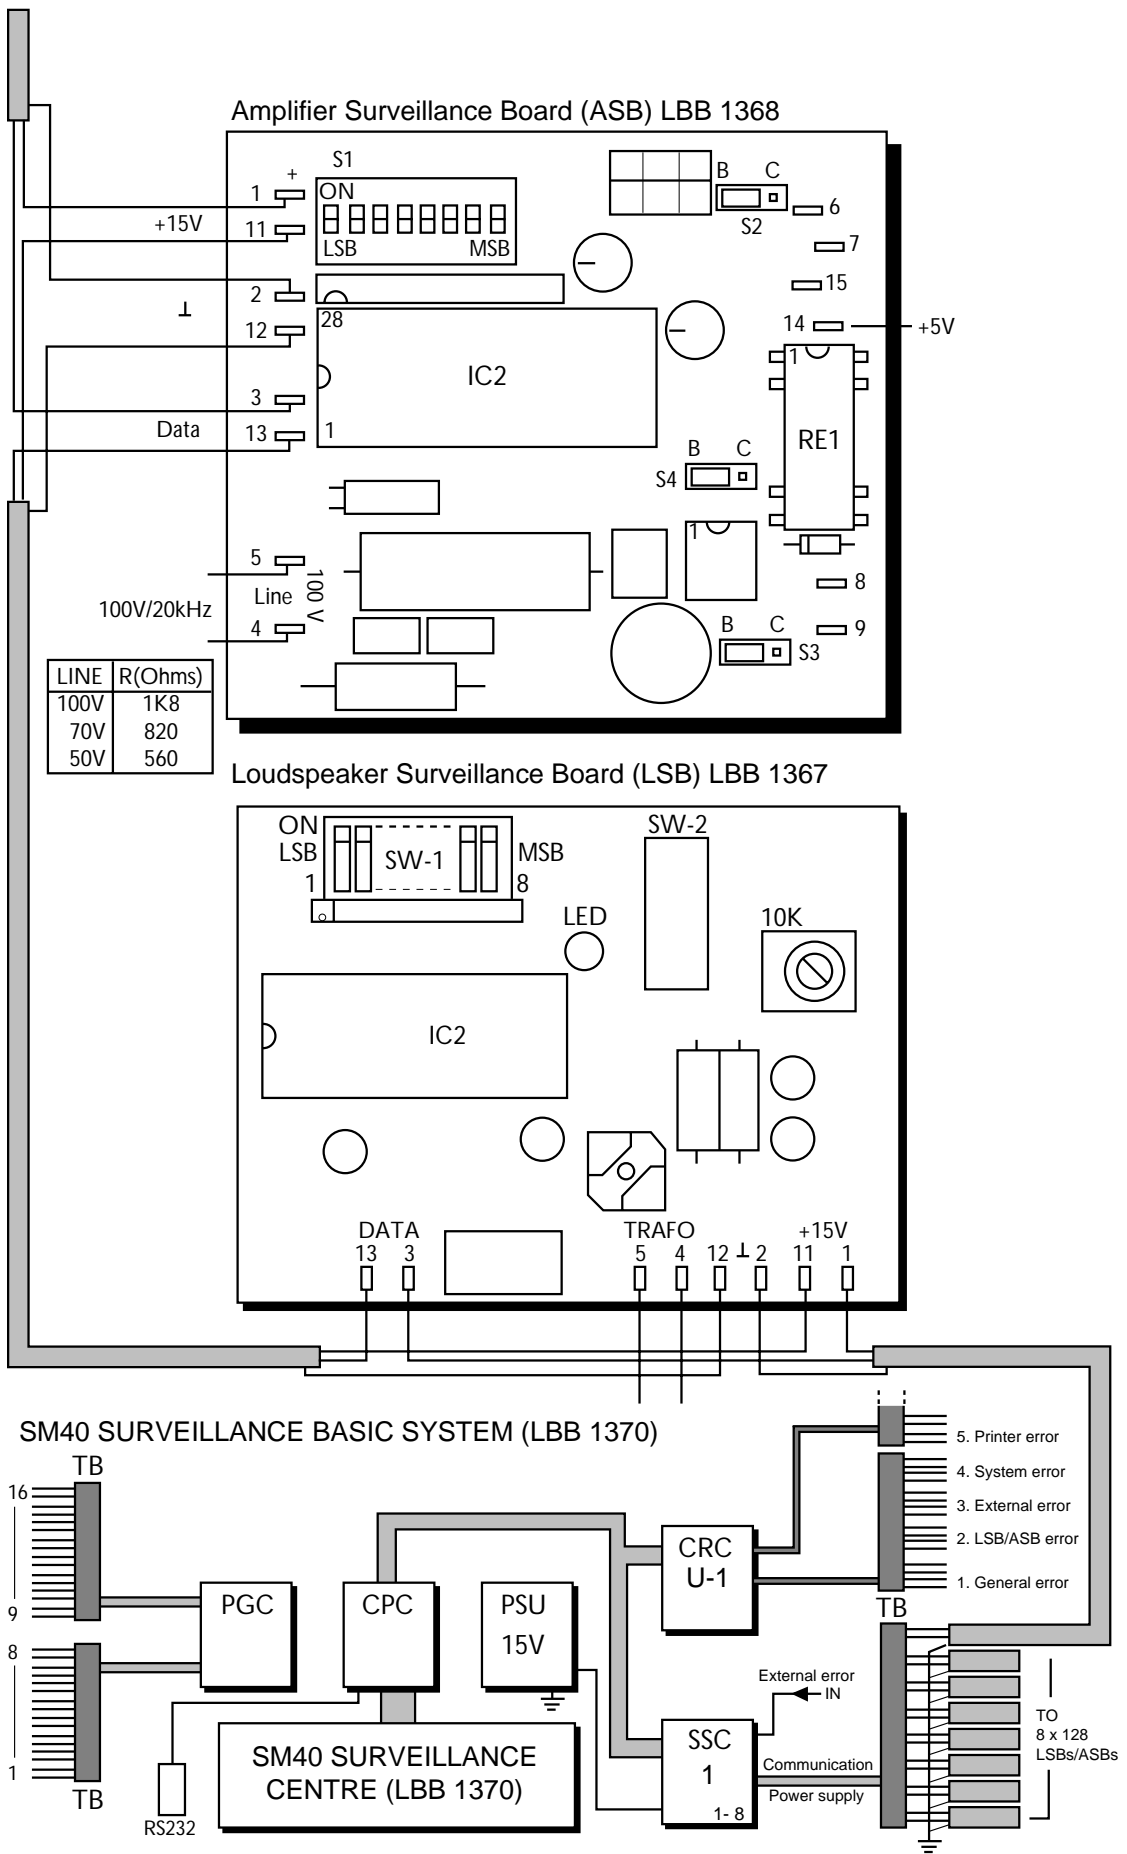 Amplifier Surveillance Board (ASB) LBB 1368
S1
+
1
ON
LSB MSB
+15V
11
2
⊥
12
28
IC2
1
3
Data
13
B C
S2
6
7
15
14
+5V
1
RE1
B C
S4
1
5
100V/20kHz
Line
100 V
4
8
9
B C
S3
LINE R(Ohms)
100V 1K8
70V 820
50V 560
Loudspeaker Surveillance Board (LSB) LBB 1367
ON
LSB
1
SW-1
MSB
8
SW-2
LED
10K
IC2
DATA
13 3
TRAFO
5 4
12 ⊥ 2
+15V
11 1
SM40 SURVEILLANCE BASIC SYSTEM (LBB 1370)
TB
16
9
8
1
TB
PGC
CPC
PSU
15V
CRC
U-1
5. Printer error
4. System error
3. External error
2. LSB/ASB error
1. General error
TB
External error
IN
SSC
1
1- 8
Communication
Power supply
TO
8 x 128
LSBs/ASBs
SM40 SURVEILLANCE
CENTRE (LBB 1370)
RS232